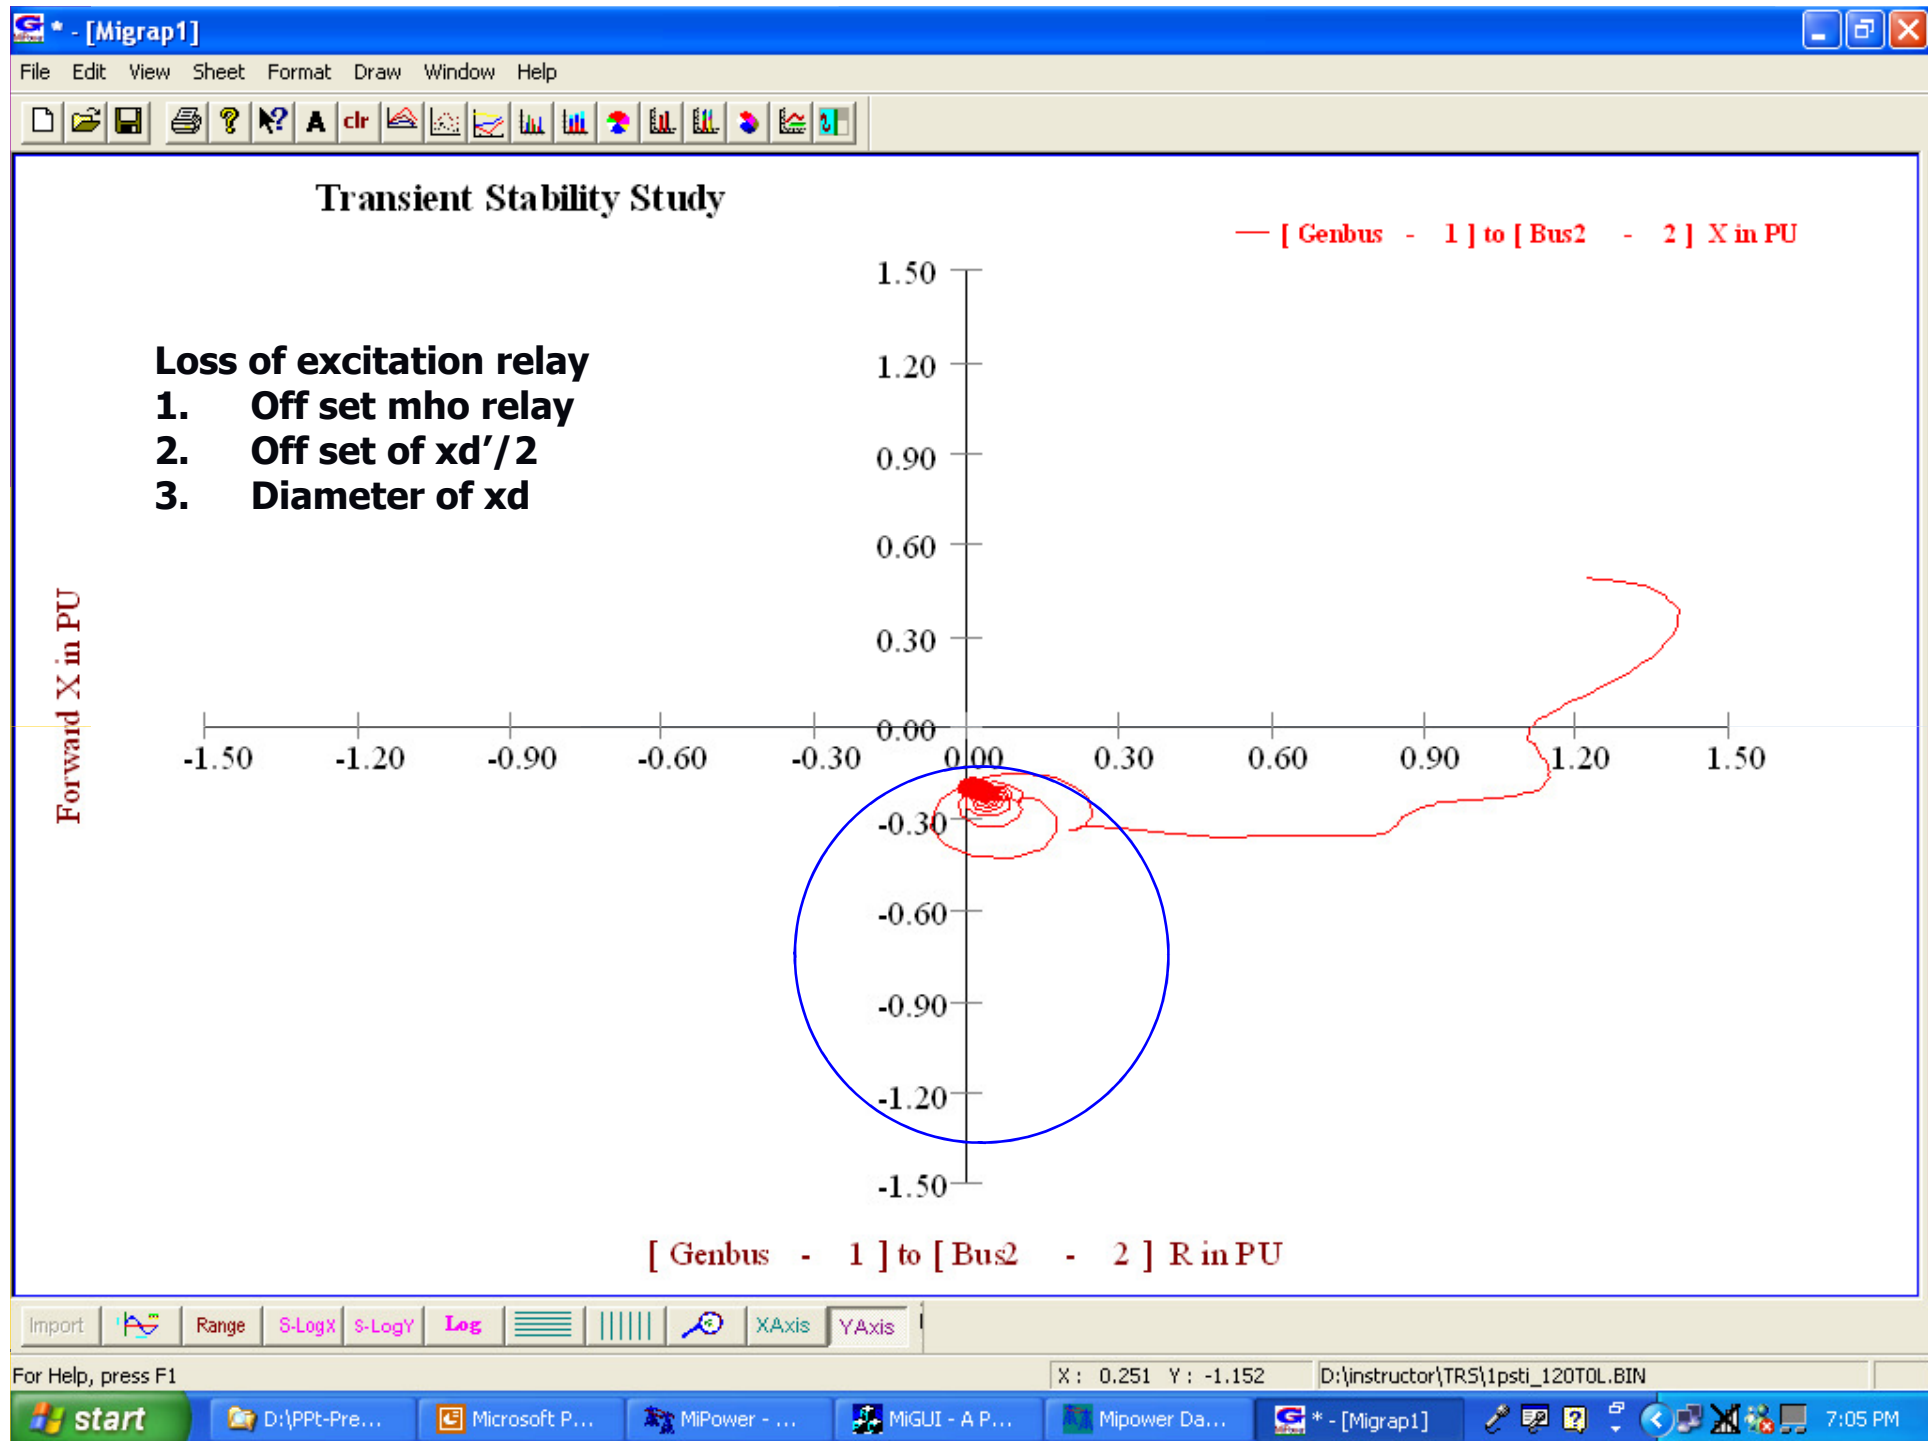 * - [Migrap1]
File Edit View Sheet Format Draw Window Help
A clr
Transient Stability Study
[ Genbus - 1 ] to [ Bus2 - 2 ] X in PU
Loss of excitation relay
1. Off set mho relay
2. Off set of xd’/2
3. Diameter of xd
Forward X in PU
1.50
1.20
0.90
0.60
0.30
0.00
-1.50 -1.20 -0.90 -0.60 -0.30 0.00 0.30 0.60 0.90 1.20 1.50
-0.30
-0.60
-0.90
-1.20
-1.50
[ Genbus - 1 ] to [ Bus2 - 2 ] R in PU
Import Range S-LogX S-LogY Log XAxis YAxis
For Help, press F1 X: 0.251 Y: -1.152 D:\instructor\TRS\1psti_120T0L.BIN
start D:\PPt-Pre... Microsoft P... MiPower - ... MiGUI - A P... Mipower Da... * - [Migrap1] 7:05 PM